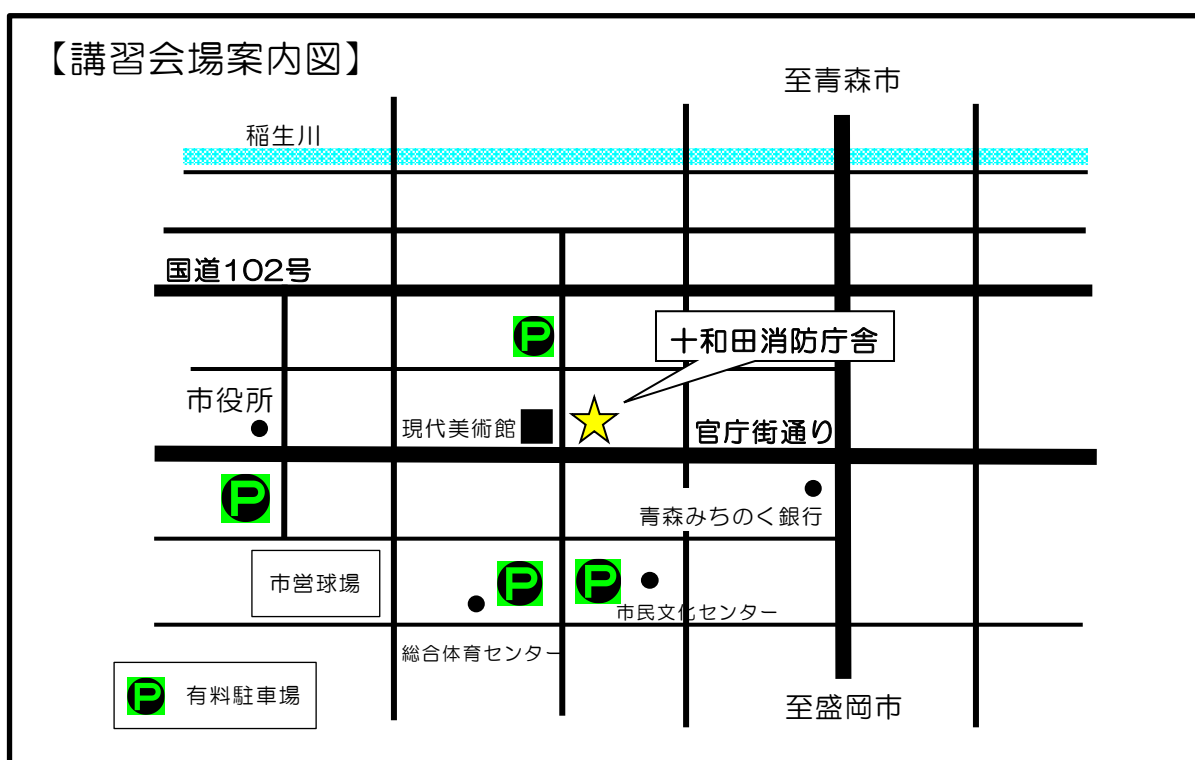 【講習会場案内図】
至青森市
稲生川
国道102号
P
十和田消防庁舎
市役所
現代美術館
官庁街通り
P
青森みちのく銀行
市営球場
P
P
市民文化センター
総合体育センター
P 有料駐車場
至盛岡市